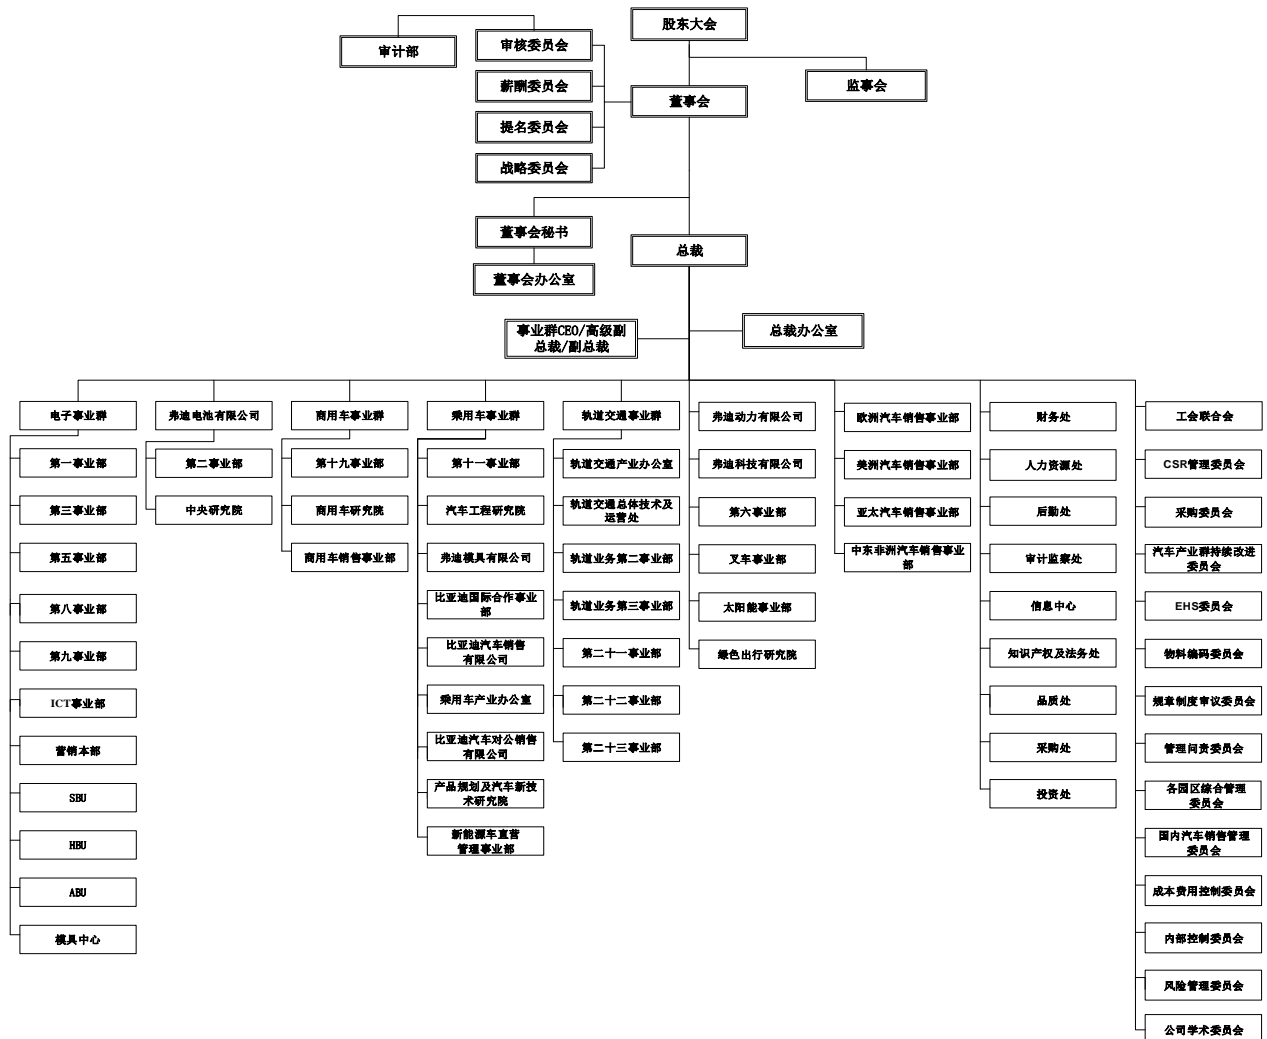 股东大会
审计部
审核委员会
监事会
薪酬委员会
董事会
提名委员会
战略委员会
董事会秘书
总裁
董事会办公室
事业群CEO/高级副
总裁/副总裁
总裁办公室
电子事业群
第一事业部
第三事业部
第五事业部
第八事业部
第九事业部
ICT事业部
营销本部
SBU
HBU
ABU
模具中心
弗迪电池有限公司
第二事业部
中央研究院
商用车事业群
第十九事业部
商用车研究院
商用车销售事业部
乘用车事业群
第十一事业部
汽车工程研究院
弗迪模具有限公司
比亚迪国际合作事业
部
比亚迪汽车销售
有限公司
乘用车产业办公室
比亚迪汽车对公销售
有限公司
产品规划及汽车新技
术研究院
新能源车直营
管理事业部
轨道交通事业群
轨道交通产业办公室
轨道交通总体技术及
运营处
轨道业务第二事业部
轨道业务第三事业部
第二十一事业部
第二十二事业部
第二十三事业部
弗迪动力有限公司
弗迪科技有限公司
第六事业部
叉车事业部
太阳能事业部
绿色出行研究院
欧洲汽车销售事业部
美洲汽车销售事业部
亚太汽车销售事业部
中东非洲汽车销售事业
部
财务处
人力资源处
后勤处
审计监察处
信息中心
知识产权及法务处
品质处
采购处
投资处
工会联合会
CSR管理委员会
采购委员会
汽车产业群持续改进
委员会
EHS委员会
物料编码委员会
规章制度审议委员会
管理问责委员会
各园区综合管理
委员会
国内汽车销售管理
委员会
成本费用控制委员会
内部控制委员会
风险管理委员会
公司学术委员会